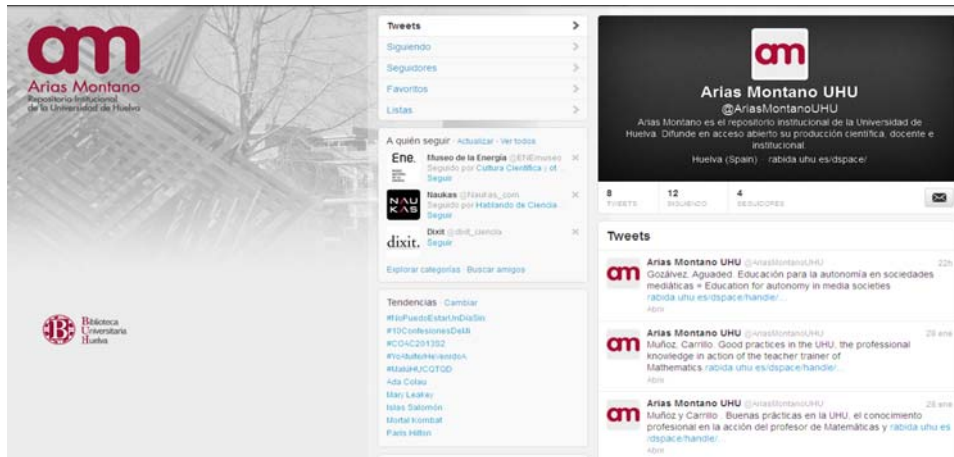 am
Arias Montano
Repositorio Institucional
de la Universidad de Huelva
Biblioteca
Universitaria
Huelva
Tweets
Siguiendo
Seguidores
Favoritos
Listas
A quién seguir · Actualizar · Ver todos
Ene.
Museo de la Energía @ENEmuseo
Seguido por Cultura Científica y ot...
Seguir
NAU
KAS
Naukas @Naukas_com
Seguido por Hablando de Ciencia
Seguir
dixit.
Dixit @dixit_ciencia
Seguir
Explorar categorías · Buscar amigos
Tendencias · Cambiar
#NoPuedoEstarUnDíaSin
#10ConfesionesDeMi
Ada Colau
Mary Leakey
Islas Salomón
Mortal Kombat
Paris Hilton
am
Arias Montano UHU
@AriasMontanoUHU
Arias Montano es el repositorio institucional de la Universidad de
Huelva. Difunde en acceso abierto su producción científica, docente e
institucional.
Huelva (Spain) · rabida.uhu.es/dspace/
8
TWEETS
12
SIGUIENDO
4
SEGUIDORES
Tweets
am
Arias Montano UHU @AriasMontanoUHU 22h
Gozálvez, Aguaded. Educación para la autonomía en sociedades
mediáticas = Education for autonomy in media societies
rabida.uhu.es/dspace/handle/...
Abrir
am
Arias Montano UHU @AriasMontanoUHU 29 ene
Muñoz, Carrillo. Good practices in the UHU, the professional
knowledge in action of the teacher trainer of
Mathematics rabida.uhu.es/dspace/handle/...
Abrir
am
Arias Montano UHU @AriasMontanoUHU 28 ene
Muñoz y Carrillo . Buenas prácticas en la UHU, el conocimiento
profesional en la acción del profesor de Matemáticas y rabida.uhu.es
/dspace/handle/...
Abrir